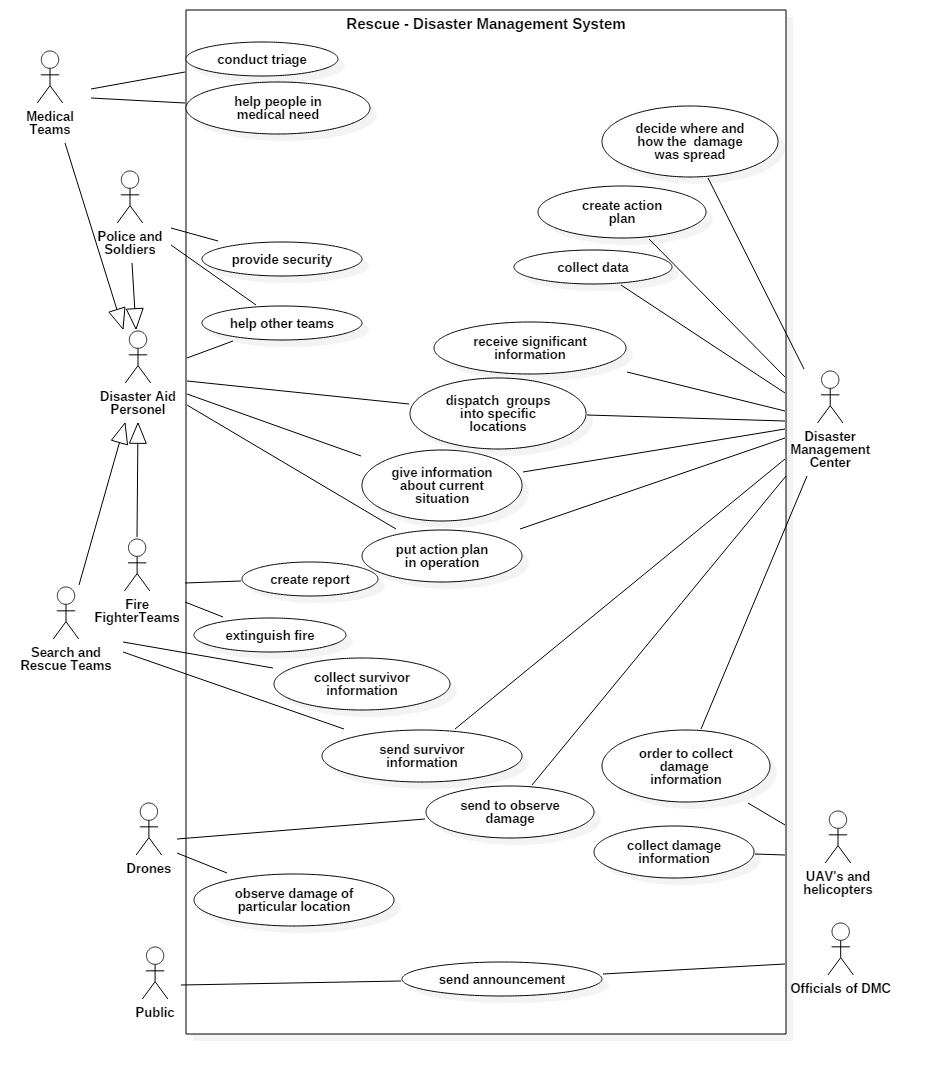 Rescue - Disaster Management System
conduct triage
help people in
medical need
Medical
Teams
decide where and
how the  damage
was spread
create action
plan
Police and
Soldiers
provide security
collect data
help other teams
receive significant
information
Disaster Aid
Personel
dispatch  groups
into specific
locations
Disaster
Management
Center
give information
about current
situation
put action plan
in operation
create report
Fire
FighterTeams
extinguish fire
Search and
Rescue Teams
collect survivor
information
send survivor
information
order to collect
damage
information
send to observe
damage
collect damage
information
Drones
UAV's and
helicopters
observe damage of
particular location
send announcement
Officials of DMC
Public